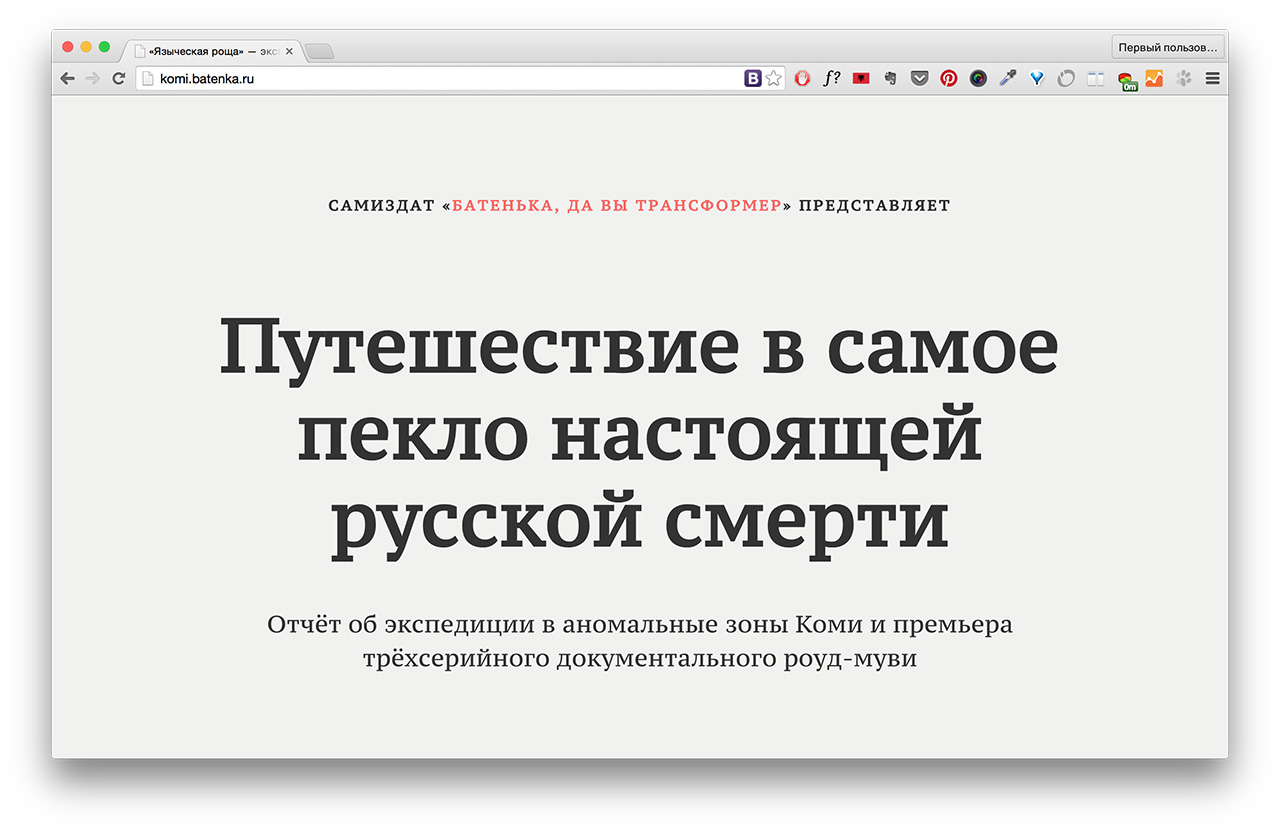 «Языческая роща» — экс
Первый пользов...
komi.batenka.ru
B
f?
0m
САМИЗДАТ «БАТЕНЬКА, ДА ВЫ ТРАНСФОРМЕР» ПРЕДСТАВЛЯЕТ
Путешествие в самое
пекло настоящей
русской смерти
Отчёт об экспедиции в аномальные зоны Коми и премьера
трёхсерийного документального роуд-муви